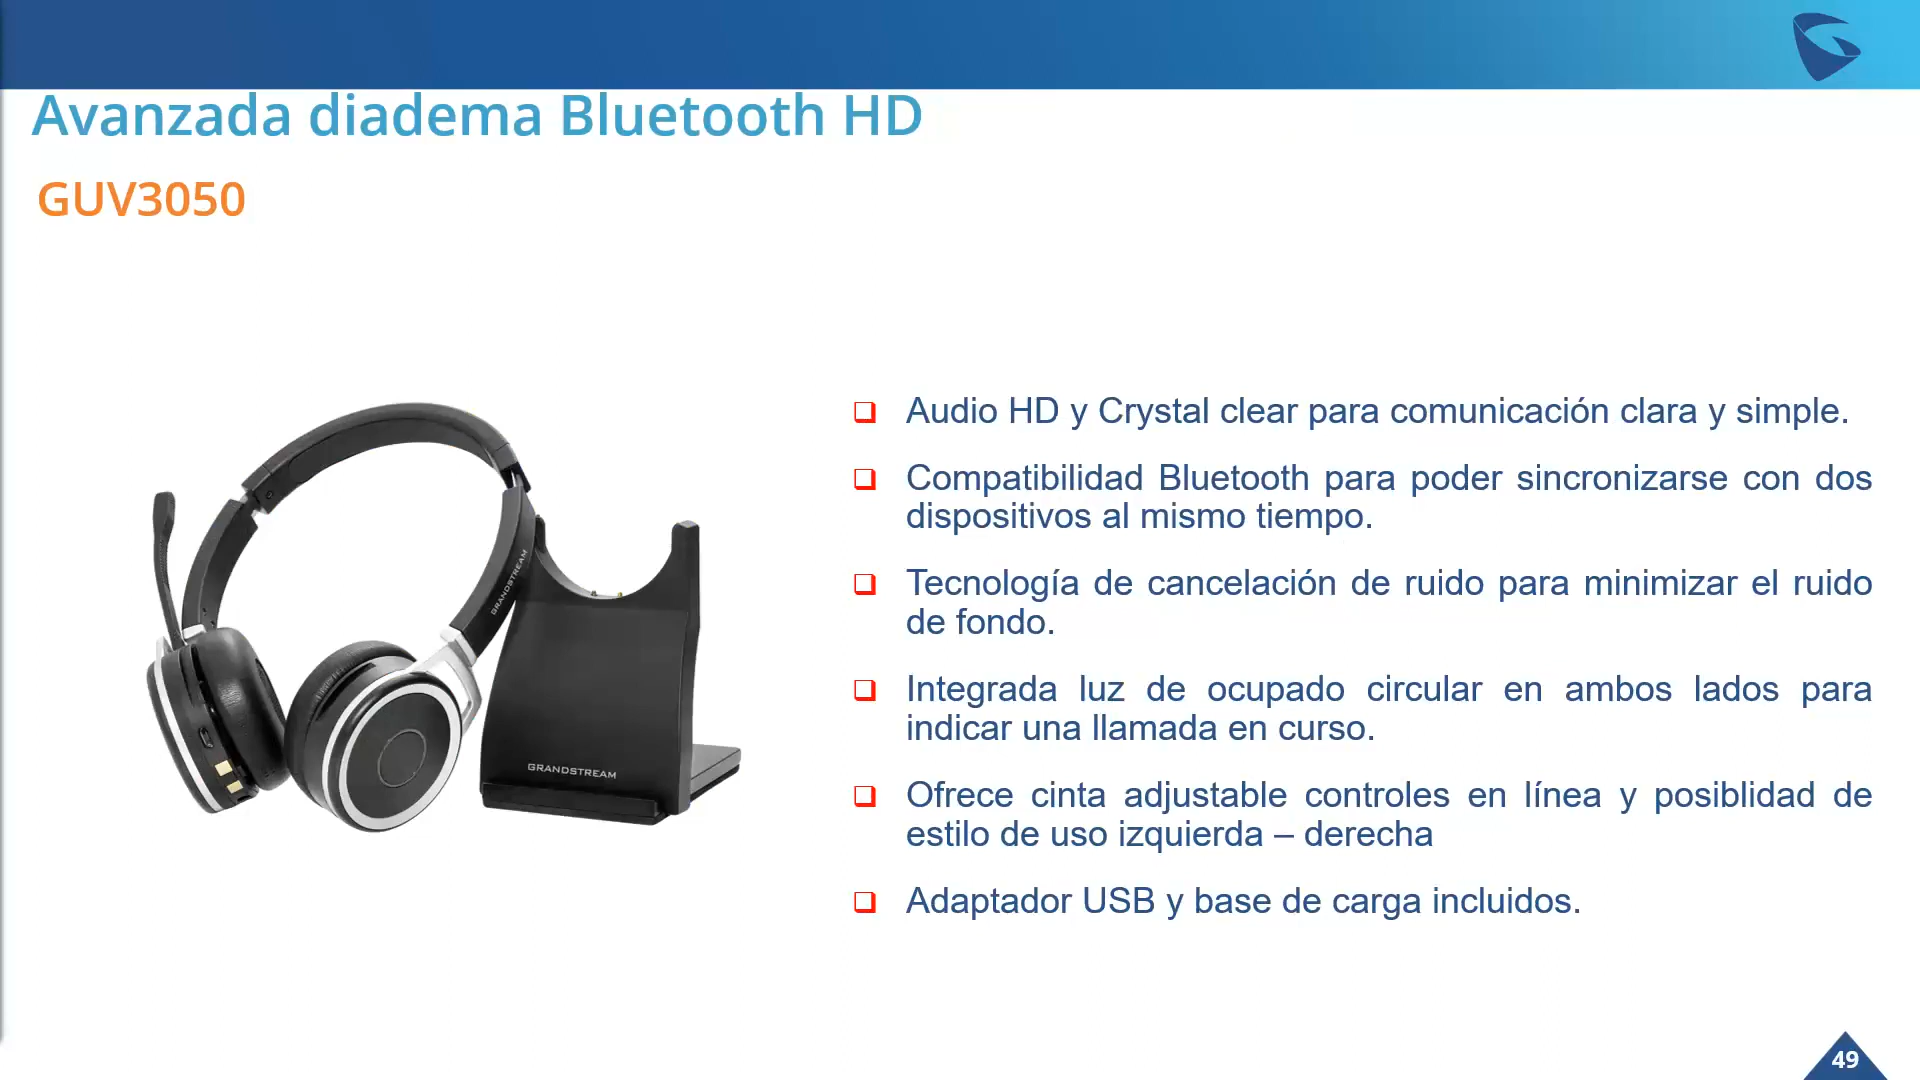 Avanzada diadema Bluetooth HD
GUV3050
Audio HD y Crystal clear para comunicación clara y simple.
Compatibilidad Bluetooth para poder sincronizarse con dos
dispositivos al mismo tiempo.
Tecnología de cancelación de ruido para minimizar el ruido
de fondo.
Integrada luz de ocupado circular en ambos lados para
indicar una llamada en curso.
Ofrece cinta adjustable controles en línea y posiblidad de
estilo de uso izquierda – derecha
Adaptador USB y base de carga incluidos.
GRANDSTREAM
GRANDSTREAM
49